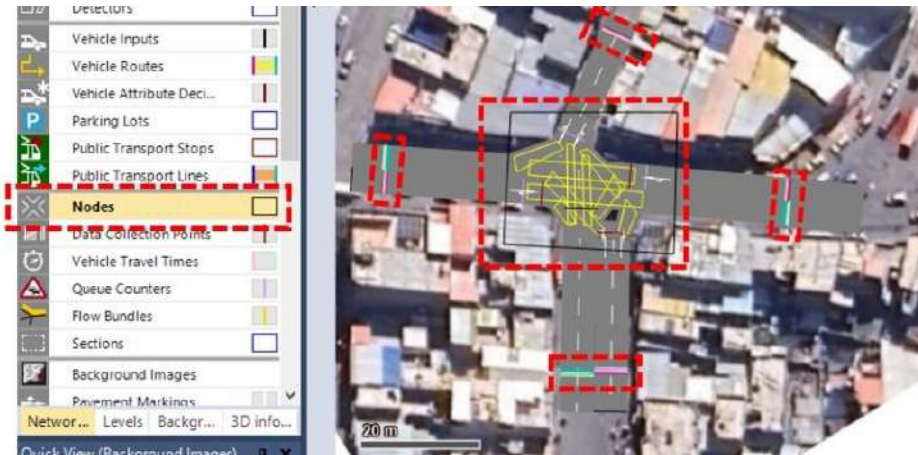 Detectors
Vehicle Inputs
Vehicle Routes
Vehicle Attribute Deci...
P Parking Lots
Public Transport Stops
Public Transport Lines
Nodes
Data Collection Points
Vehicle Travel Times
Queue Counters
Flow Bundles
Sections
Background Images
Pavement Markings
Networ... Levels Backgr... 3D info...
Quick View (Background Images)
20 m